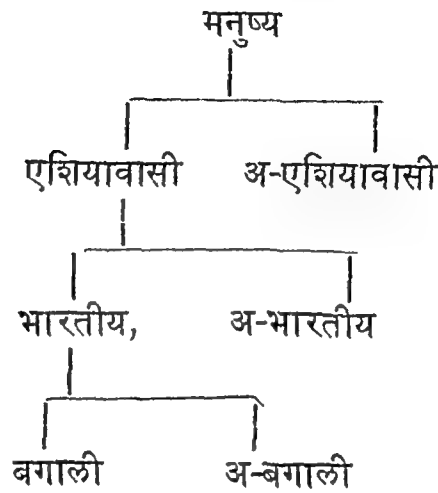 मनुष्य
एशियावासी अ-एशियावासी
भारतीय, अ-भारतीय
बगाली अ-बगाली